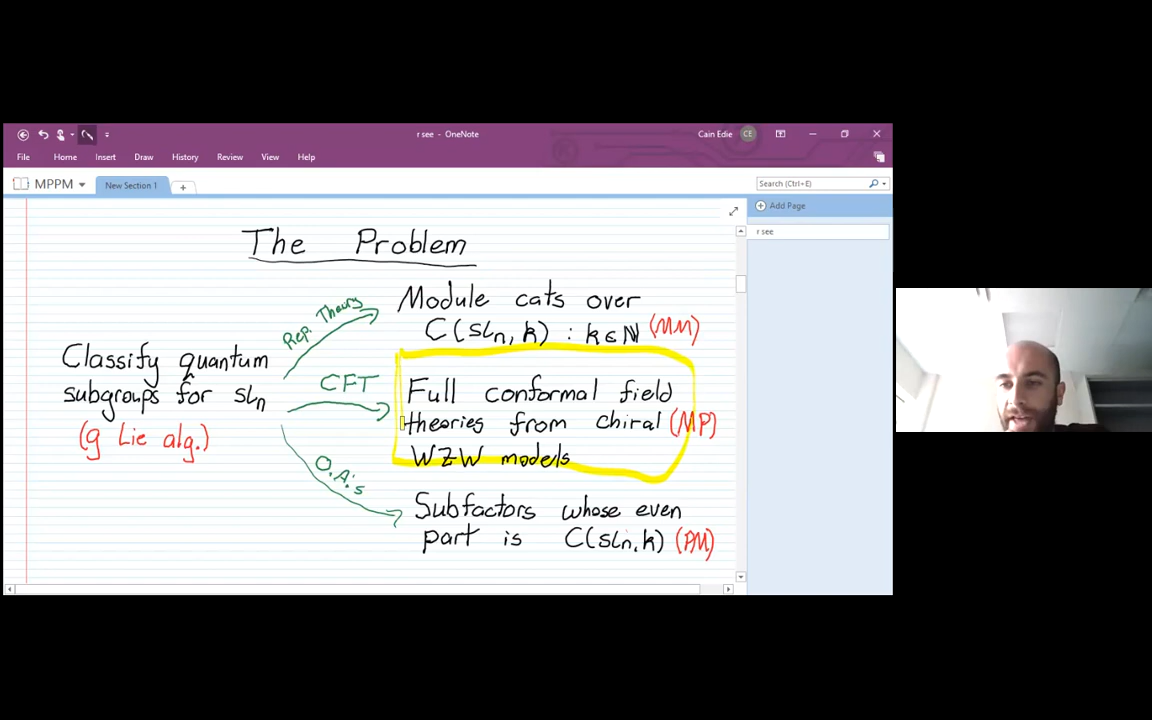 r see - OneNote
Cain Edie
CE
File Home Insert Draw History Review View Help
MPPM
New Section 1
Search (Ctrl+E)
Add Page
r see
The Problem
Module cats over
C(sLn, k) : k∈ℕ (MM)
Rep. Theory
Classify quantum
subgroups for sLn
(g Lie alg.)
CFT
Full conformal field
theories from chiral (MP)
WZW models
O.A.'s
Subfactors whose even
part is C(sLn, k) (PM)